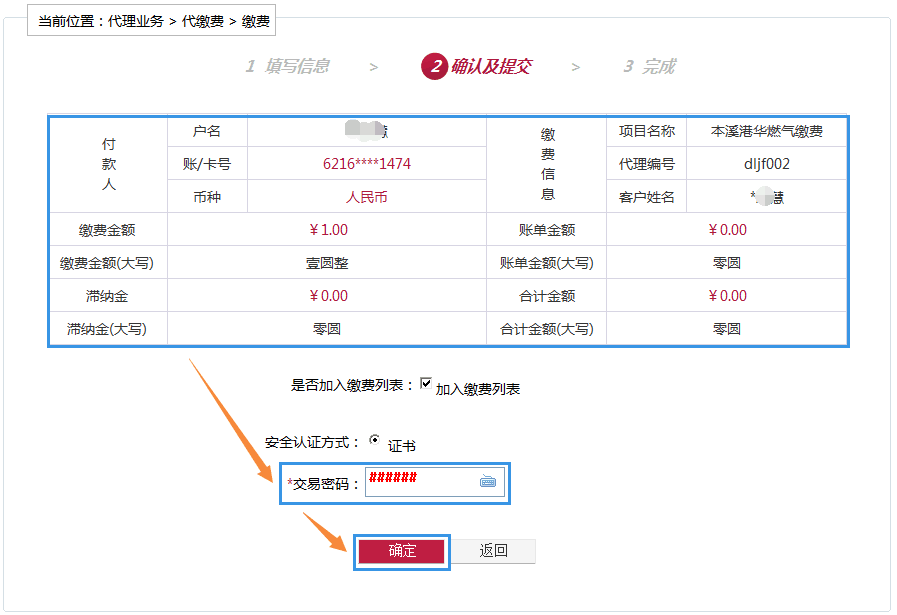 当前位置：代理业务 > 代缴费 > 缴费
1 填写信息 > 2 确认及提交 > 3 完成
付款人 户名 缴费信息 项目名称 本溪港华燃气缴费
账/卡号 6216****1474 代理编号 dljf002
币种 人民币 客户姓名 *慧
缴费金额 ￥1.00 账单金额 ￥0.00
缴费金额(大写) 壹圆整 账单金额(大写) 零圆
滞纳金 ￥0.00 合计金额 ￥0.00
滞纳金(大写) 零圆 合计金额(大写) 零圆
是否加入缴费列表： 加入缴费列表
安全认证方式： 证书
*交易密码： ######
确定 返回